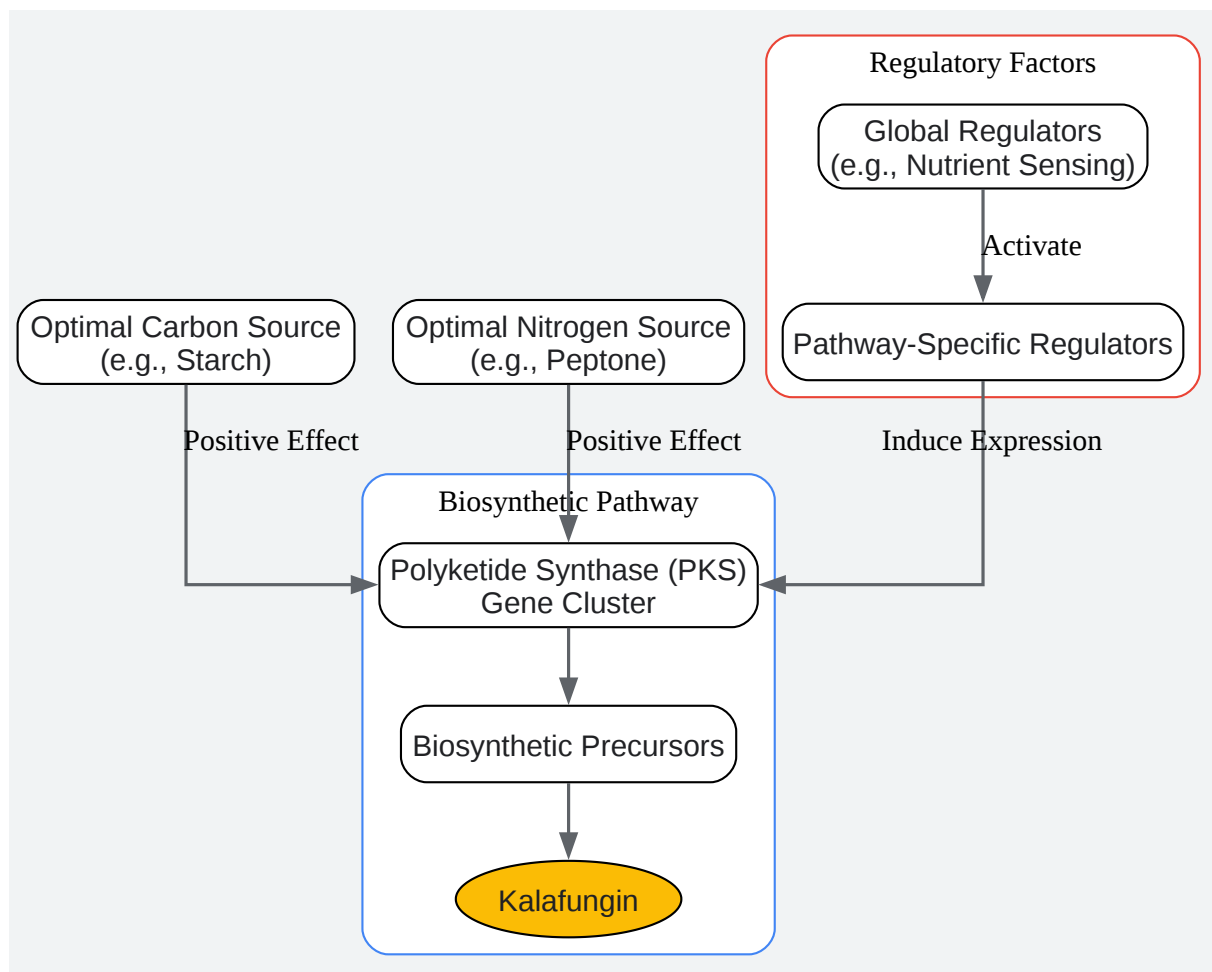 Regulatory Factors
Global Regulators
(e.g., Nutrient Sensing)
Activate
Optimal Carbon Source
(e.g., Starch)
Optimal Nitrogen Source
(e.g., Peptone)
Pathway-Specific Regulators
Positive Effect
Positive Effect
Induce Expression
Biosynthetic Pathway
Polyketide Synthase (PKS)
Gene Cluster
Biosynthetic Precursors
Kalafungin